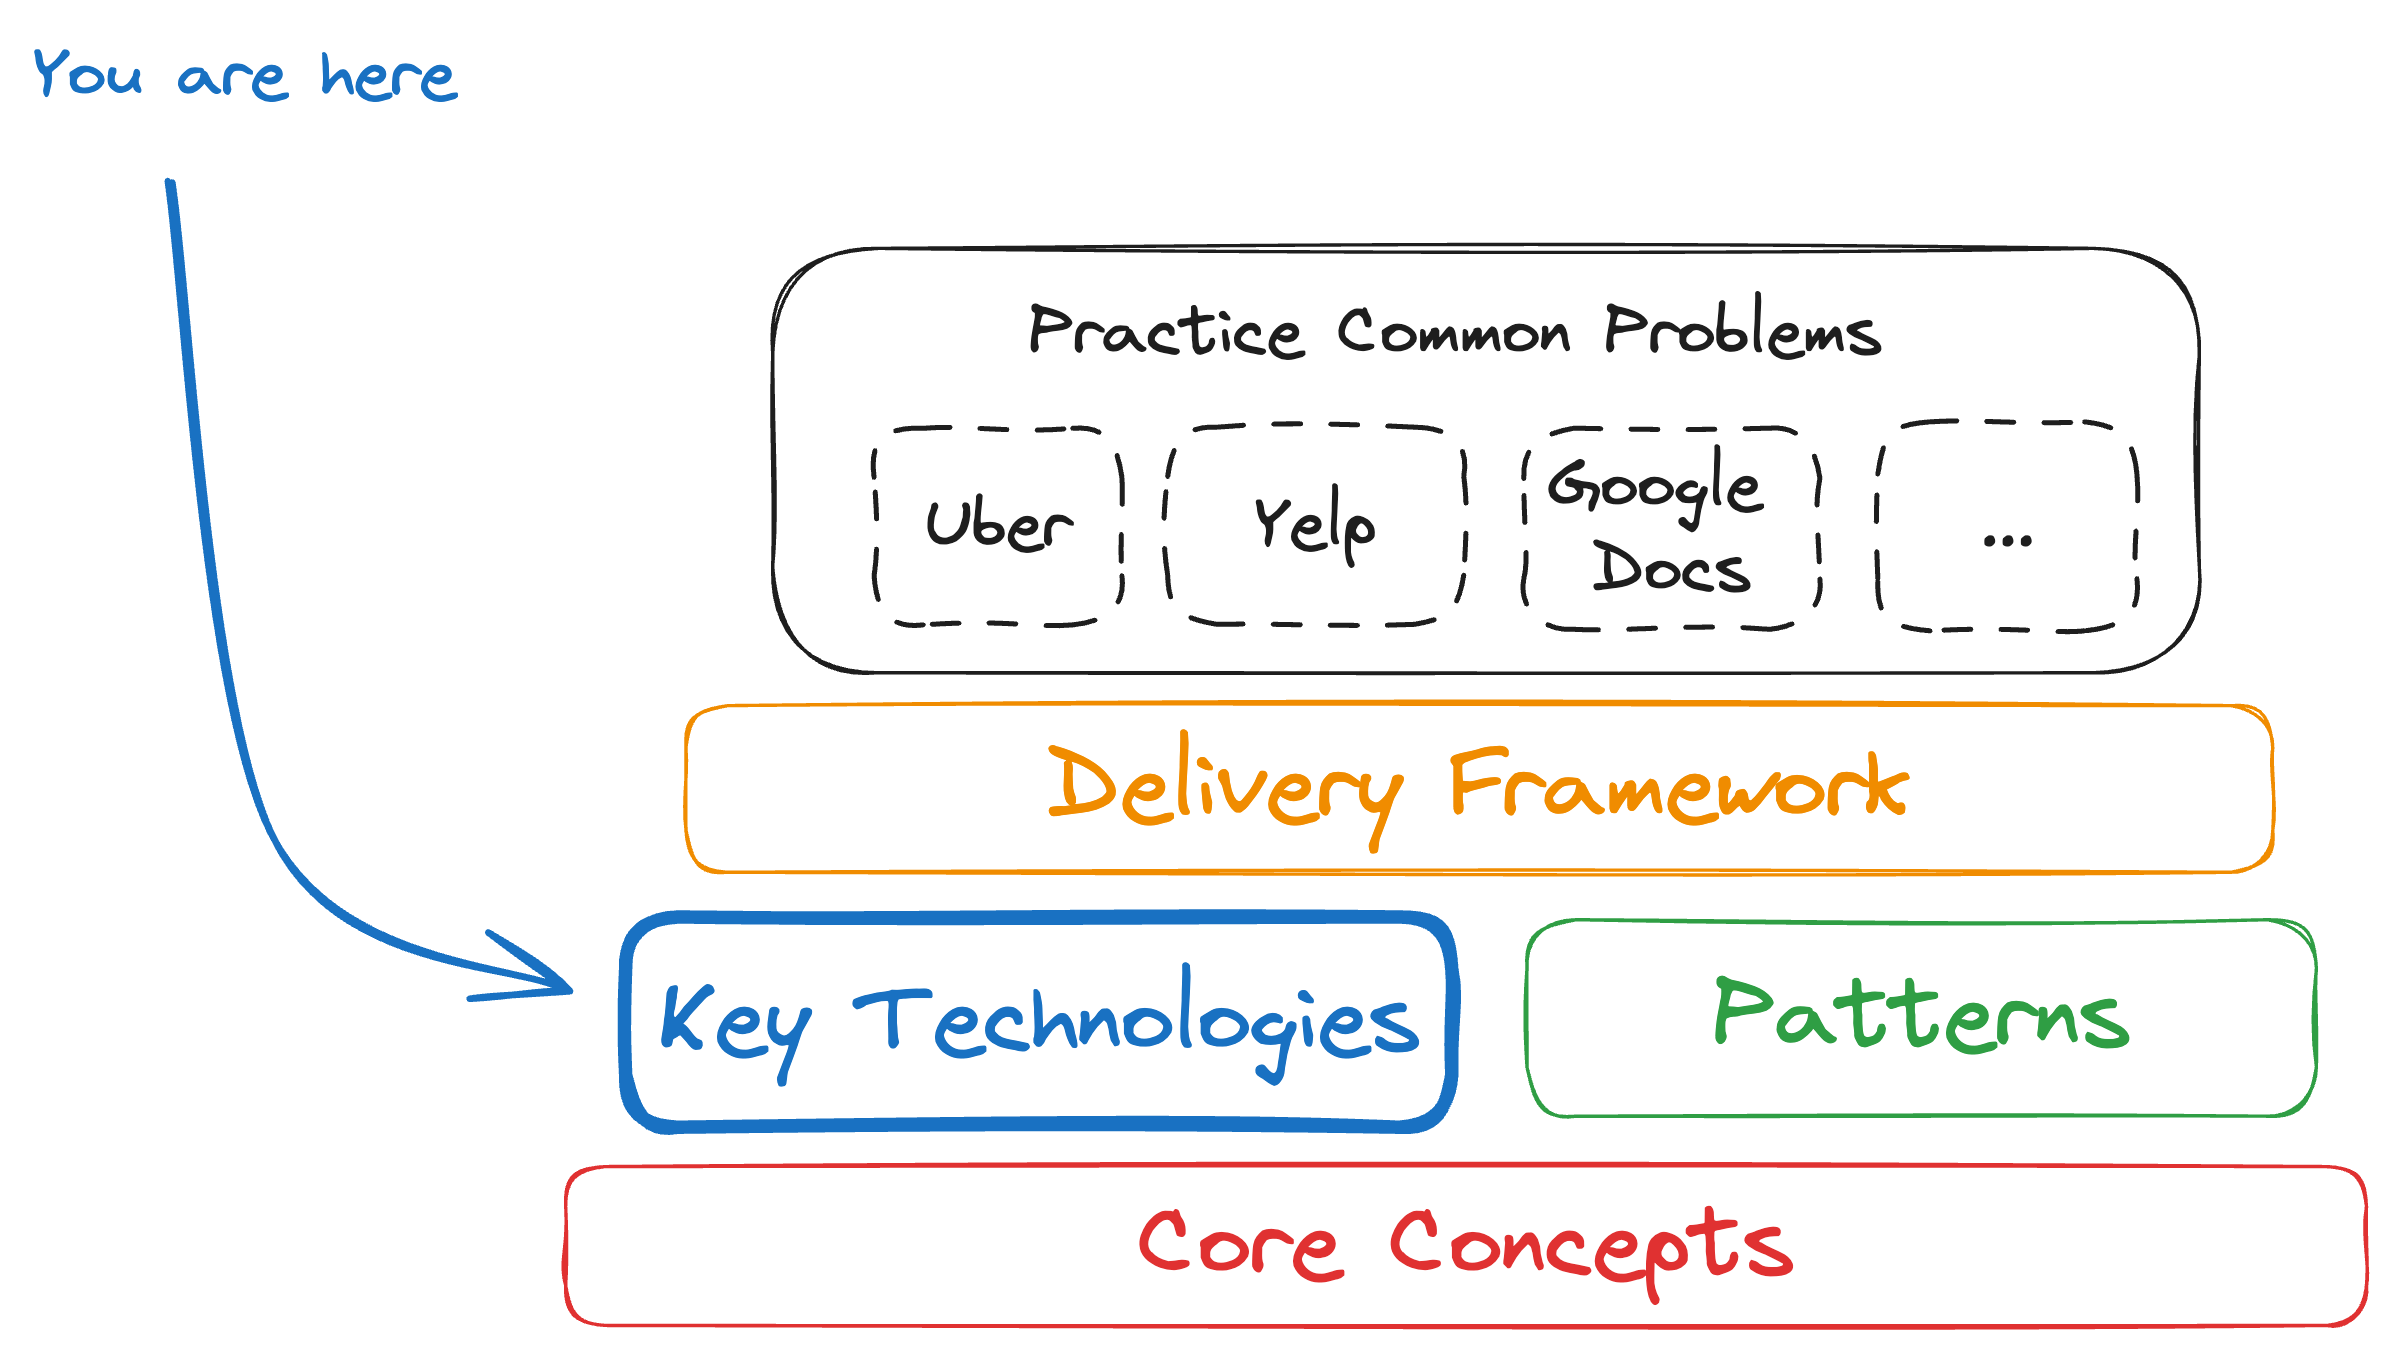 You are here
Practice Common Problems
Uber
Yelp
Google
Docs
...
Delivery Framework
Key Technologies
Patterns
Core Concepts